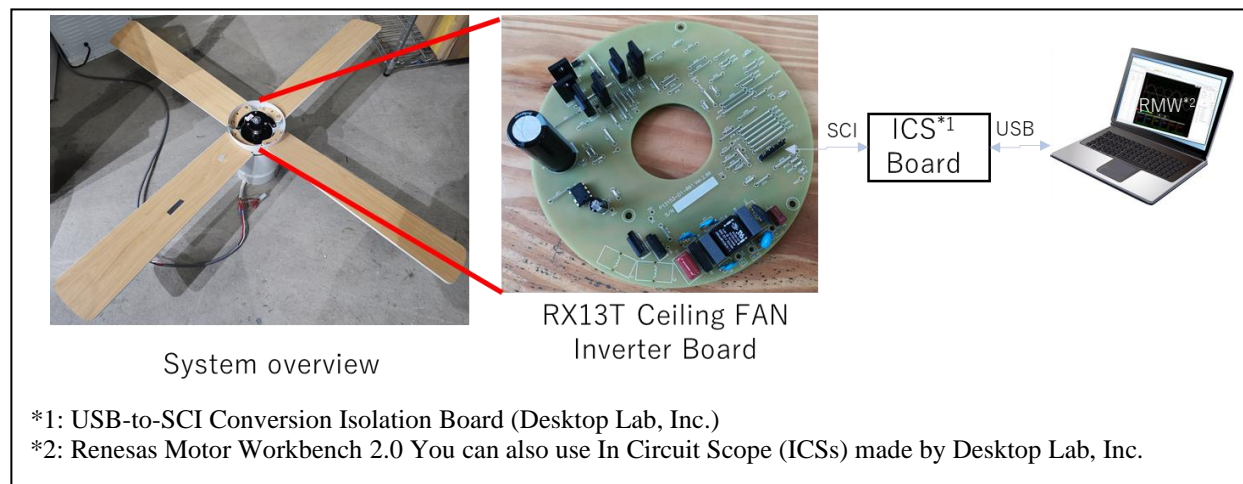 RMW*2
SCI
ICS*1
Board
USB
RX13T Ceiling FAN
Inverter Board
System overview
*1: USB-to-SCI Conversion Isolation Board (Desktop Lab, Inc.)
*2: Renesas Motor Workbench 2.0 You can also use In Circuit Scope (ICSs) made by Desktop Lab, Inc.